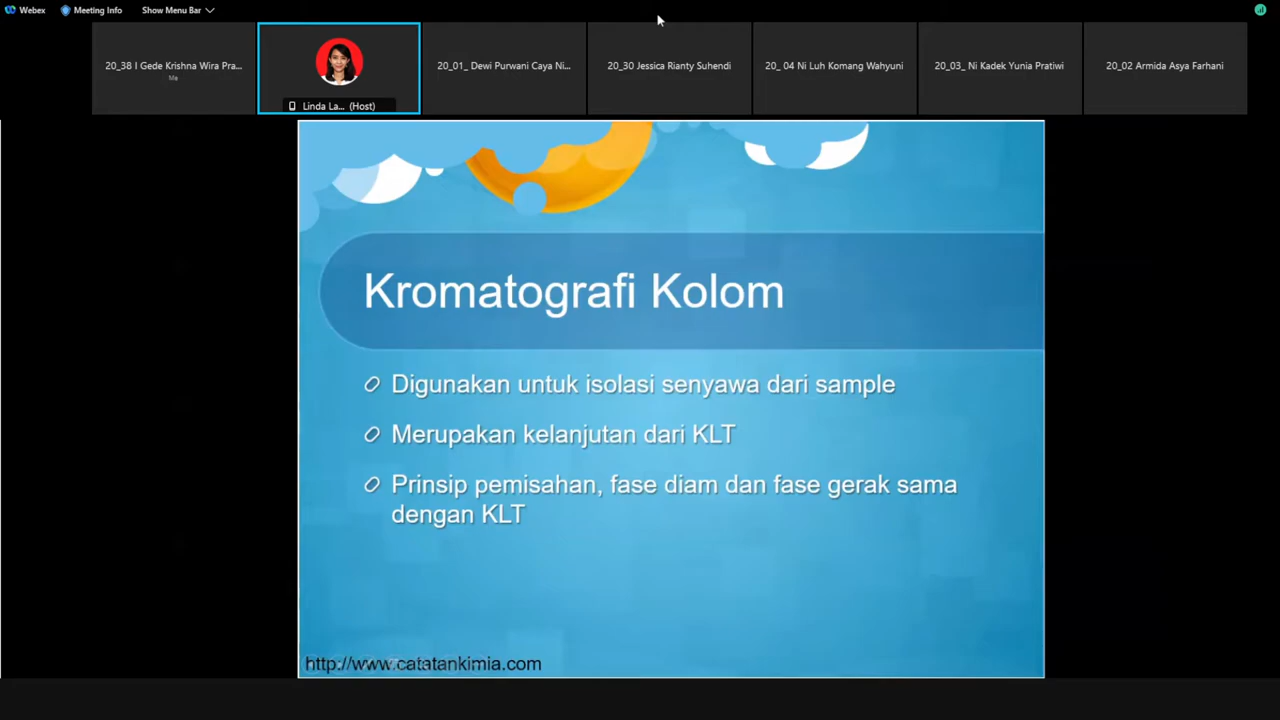 Webex
Meeting Info
Show Menu Bar
20_38 I Gede Krishna Wira Pra...
Me
Linda La... (Host)
20_01_ Dewi Purwani Caya Ni...
20_30 Jessica Rianty Suhendi
20_ 04 Ni Luh Komang Wahyuni
20_03_ Ni Kadek Yunia Pratiwi
20_02 Armida Asya Farhani
Kromatografi Kolom
Digunakan untuk isolasi senyawa dari sample
Merupakan kelanjutan dari KLT
Prinsip pemisahan, fase diam dan fase gerak sama
dengan KLT
http://www.catatankimia.com